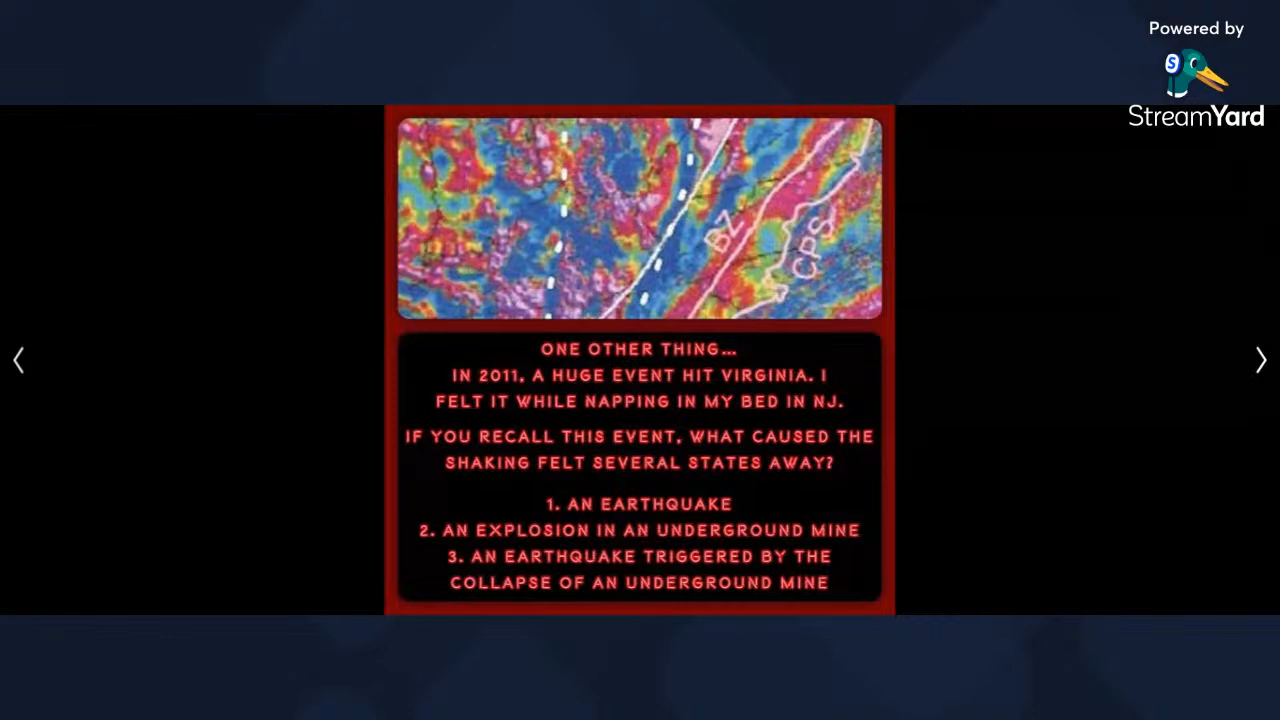 Powered by
S
StreamYard
BZ
CPS
ONE OTHER THING...
IN 2011, A HUGE EVENT HIT VIRGINIA. I
FELT IT WHILE NAPPING IN MY BED IN NJ.
IF YOU RECALL THIS EVENT, WHAT CAUSED THE
SHAKING FELT SEVERAL STATES AWAY?
1. AN EARTHQUAKE
2. AN EXPLOSION IN AN UNDERGROUND MINE
3. AN EARTHQUAKE TRIGGERED BY THE
COLLAPSE OF AN UNDERGROUND MINE